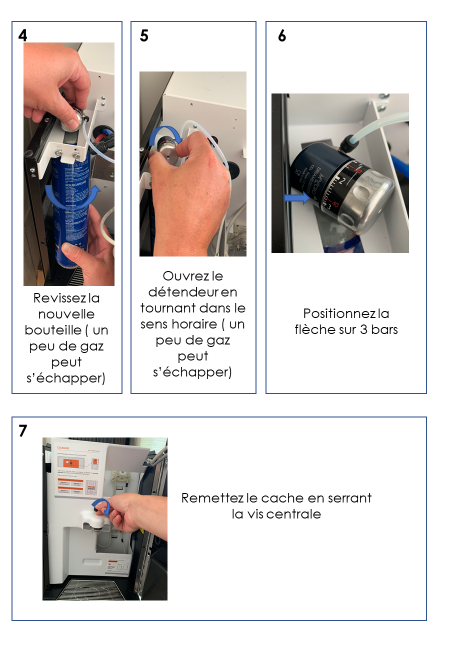 4
Revissez la
nouvelle
bouteille ( un
peu de gaz
peut
s’échapper)
5
Ouvrez le
détendeur en
tournant dans le
sens horaire ( un
peu de gaz
peut
s’échapper)
6
Positionnez la
flèche sur 3 bars
7
Remettez le cache en serrant
la vis centrale